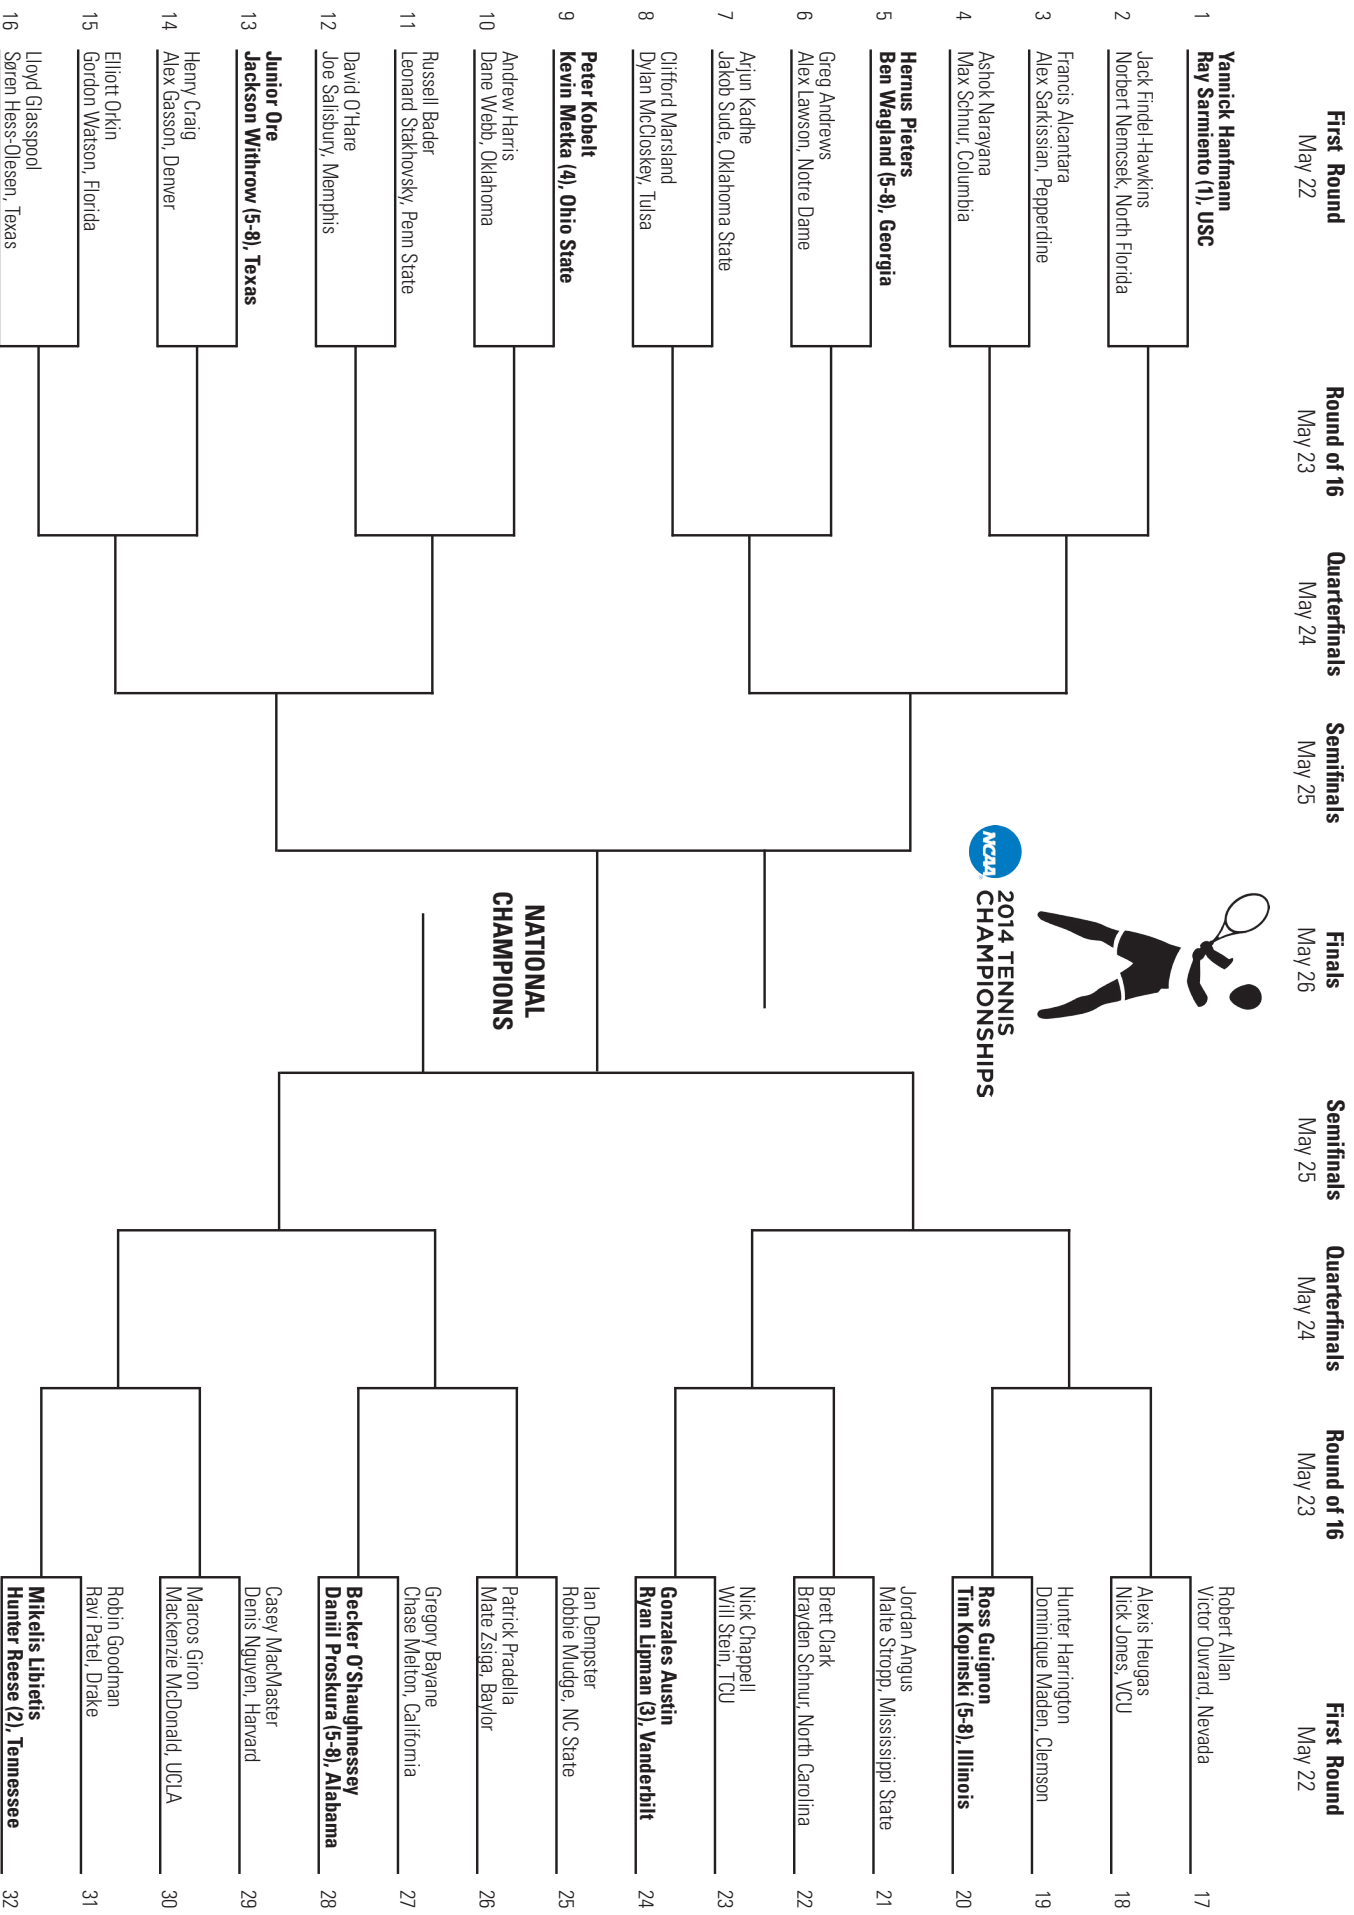 First Round
May 22
Round of 16
May 23
Quarterfinals
May 24
Semifinals
May 25
Finals
May 26
Semifinals
May 25
Quarterfinals
May 24
Round of 16
May 23
First Round
May 22
1
Yannick Hanfmann
Ray Sarmiento (1), USC
2
Jack Findel-Hawkins
Norbert Nemcsek, North Florida
3
Francis Alcantara
Alex Sarkissian, Pepperdine
4
Ashok Narayana
Max Schnur, Columbia
5
Hernus Pieters
Ben Wagland (5-8), Georgia
6
Greg Andrews
Alex Lawson, Notre Dame
7
Arjun Kadhe
Jakob Sude, Oklahoma State
8
Clifford Marsland
Dylan McCloskey, Tulsa
9
Peter Kobelt
Kevin Metka (4), Ohio State
10
Andrew Harris
Dane Webb, Oklahoma
11
Russell Bader
Leonard Stakhovsky, Penn State
12
David O'Hare
Joe Salisbury, Memphis
13
Junior Ore
Jackson Withrow (5-8), Texas
14
Henry Craig
Alex Gasson, Denver
15
Elliott Orkin
Gordon Watson, Florida
16
Lloyd Glasspool
Søren Hess-Olesen, Texas
NCAA
2014 TENNIS
CHAMPIONSHIPS
NATIONAL
CHAMPIONS
Robert Allan
Victor Ouvrard, Nevada
17
Alexis Heugas
Nick Jones, VCU
18
Hunter Harrington
Dominique Maden, Clemson
19
Ross Guignon
Tim Kopinski (5-8), Illinois
20
Jordan Angus
Malte Stropp, Mississippi State
21
Brett Clark
Brayden Schnur, North Carolina
22
Nick Chappell
Will Stein, TCU
23
Gonzales Austin
Ryan Lipman (3), Vanderbilt
24
Ian Dempster
Robbie Mudge, NC State
25
Patrick Pradella
Mate Zsiga, Baylor
26
Gregory Bayane
Chase Melton, California
27
Becker O'Shaughnessey
Daniil Proskura (5-8), Alabama
28
Casey MacMaster
Denis Nguyen, Harvard
29
Marcos Giron
Mackenzie McDonald, UCLA
30
Robin Goodman
Ravi Patel, Drake
31
Mikelis Libietis
Hunter Reese (2), Tennessee
32